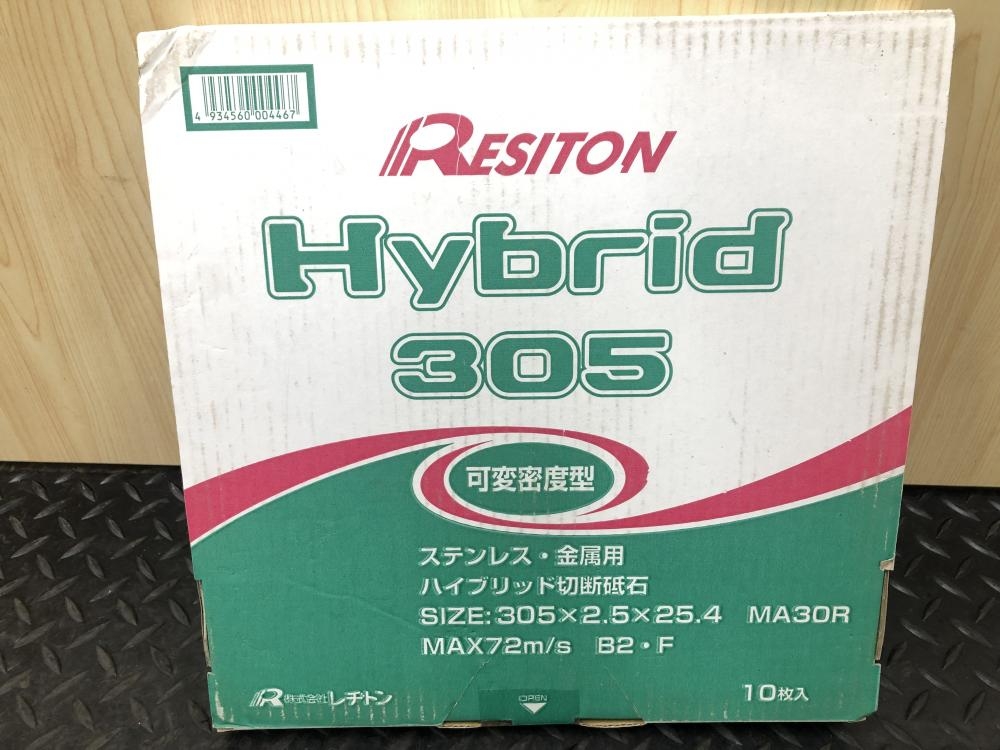 4 934560 004467
RESITON
Hybrid
305
可変密度型
ステンレス・金属用
ハイブリッド切断砥石
SIZE:305×2.5×25.4 MA30R
MAX72m/s B2・F
R 株式会社レヂトン
OPEN
10枚入